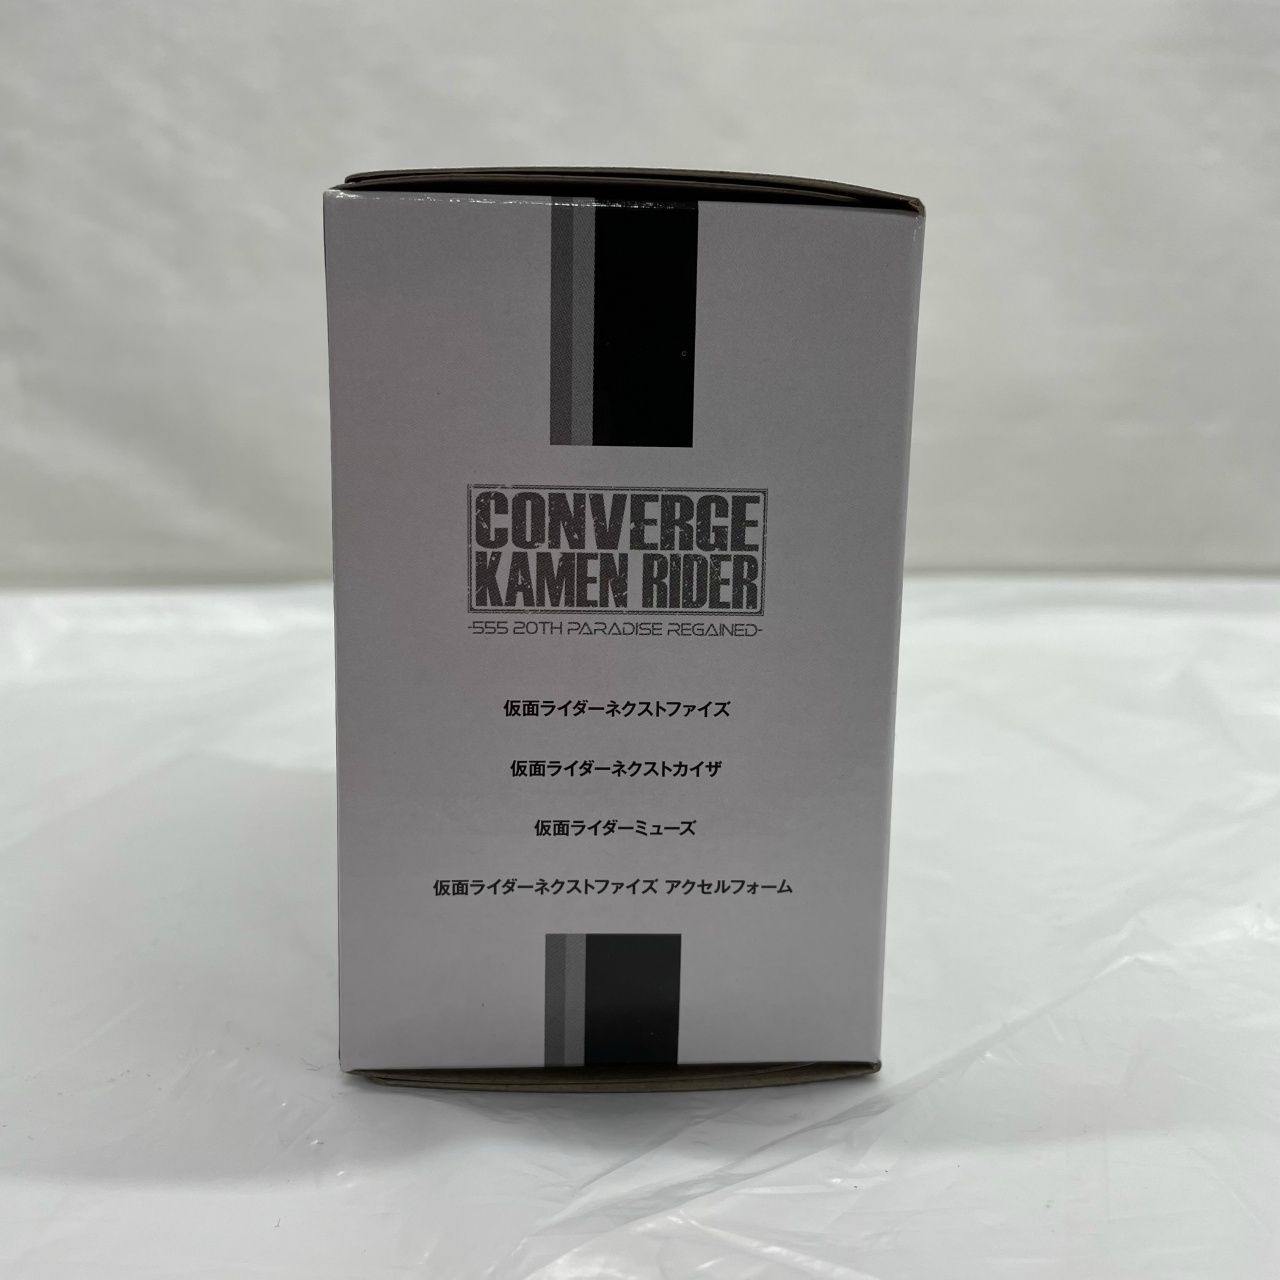 CONVERGE
KAMEN RIDER
-555 20TH PARADISE REGAINED-
仮面ライダーネクストファイズ
仮面ライダーネクストカイザ
仮面ライダーミューズ
仮面ライダーネクストファイズ アクセルフォーム